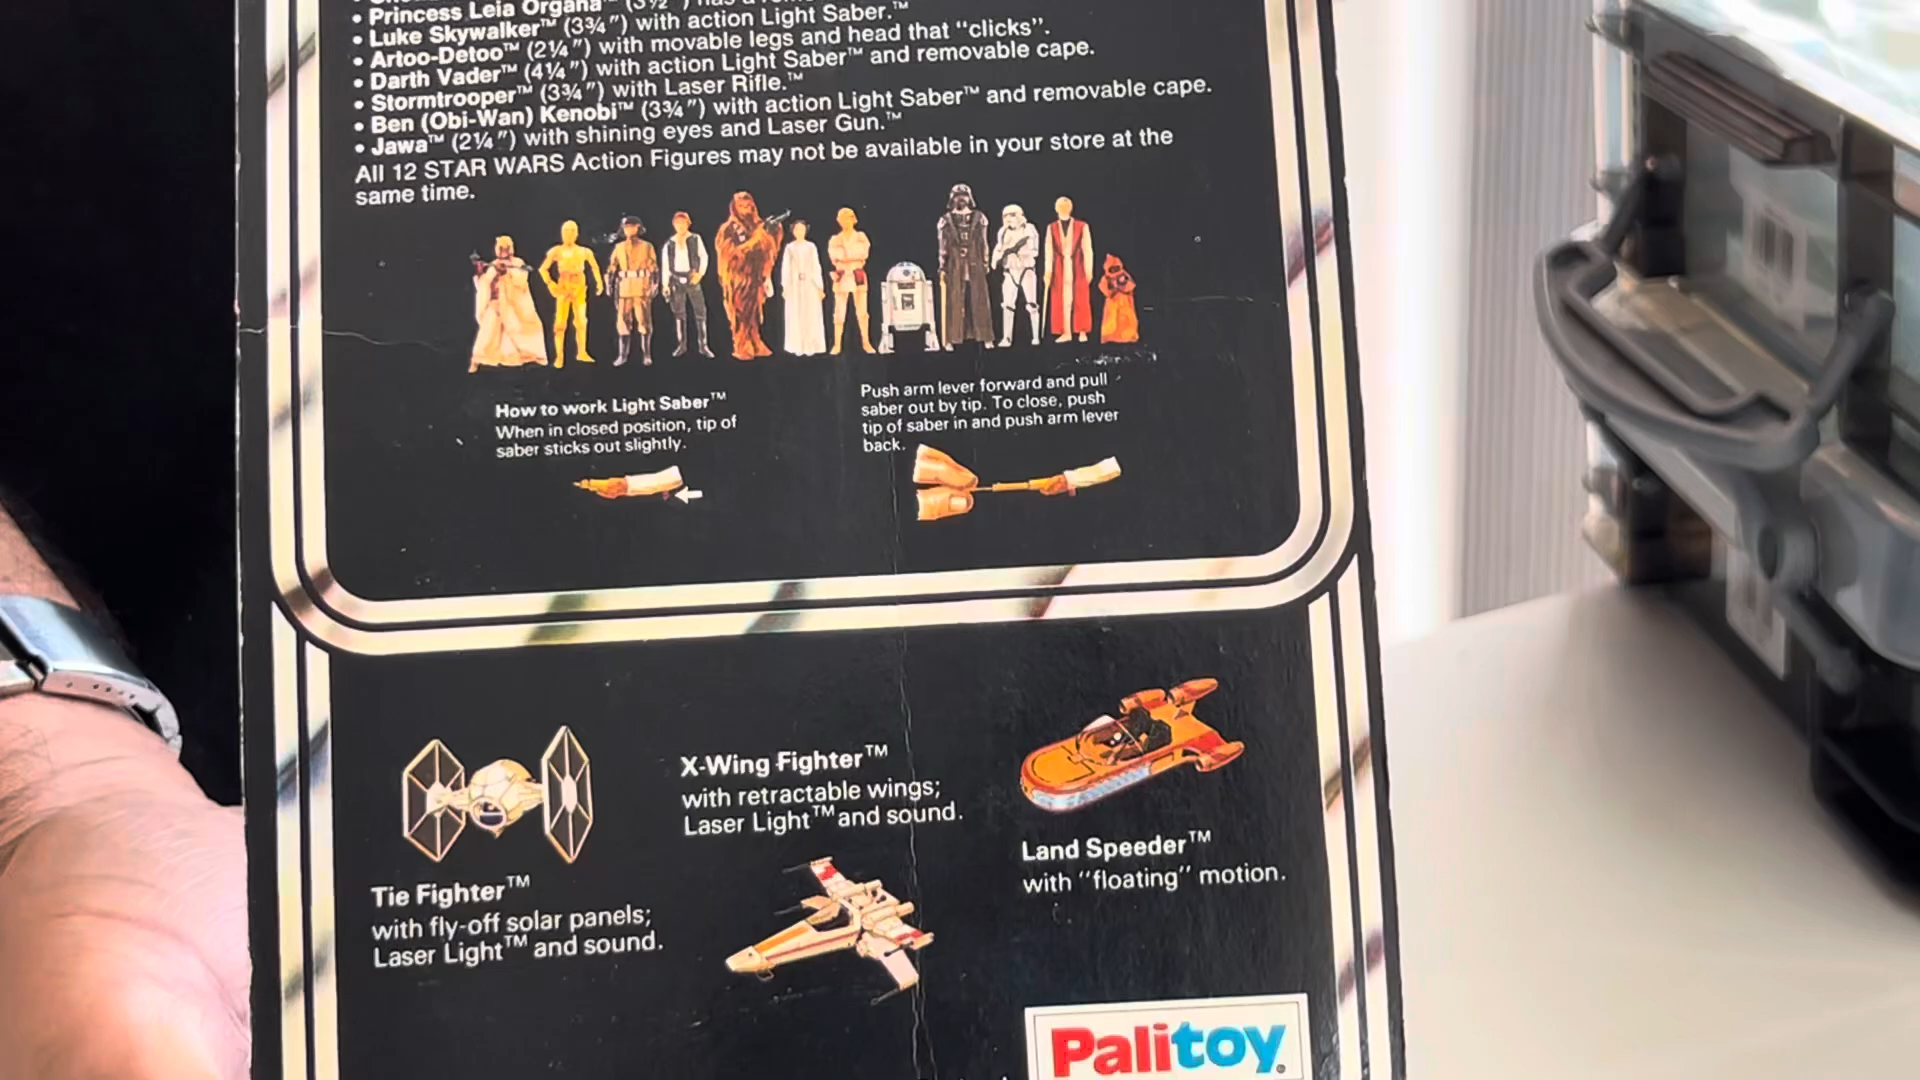 Princess Leia Organa
• Luke Skywalker™ (3¾″) with action Light Saber.™
• Artoo-Detoo™ (2¼″) with movable legs and head that “clicks”.
• Darth Vader™ (4¼″) with action Light Saber™ and removable cape.
• Stormtrooper™ (3¾″) with Laser Rifle.™
• Ben (Obi-Wan) Kenobi™ (3¾″) with action Light Saber™ and removable cape.
• Jawa™ (2¼″) with shining eyes and Laser Gun.™
All 12 STAR WARS Action Figures may not be available in your store at the
same time.
How to work Light Saber™
When in closed position, tip of
saber sticks out slightly.
Push arm lever forward and pull
saber out by tip. To close, push
tip of saber in and push arm lever
back.
Tie Fighter™
with fly-off solar panels;
Laser Light™ and sound.
X-Wing Fighter™
with retractable wings;
Laser Light™ and sound.
Land Speeder™
with “floating” motion.
Palitoy